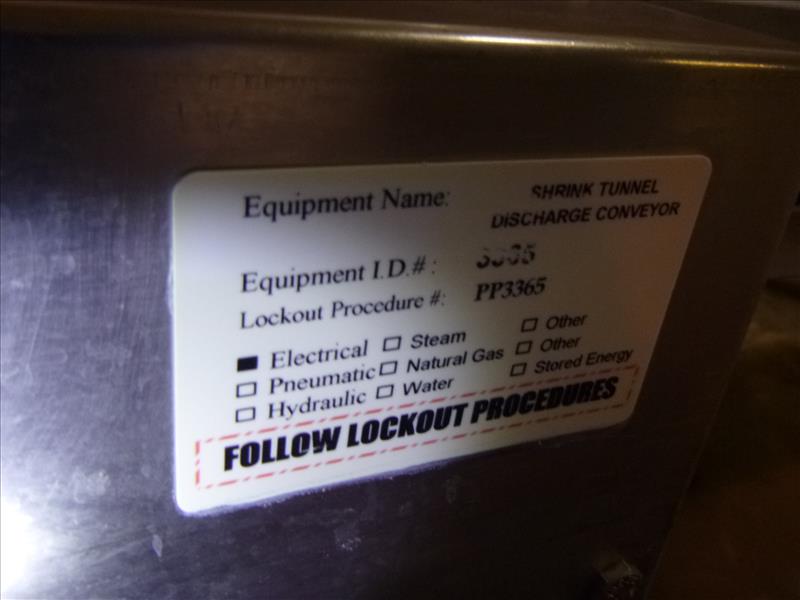 Equipment Name: SHRINK TUNNEL
DISCHARGE CONVEYOR
Equipment I.D.#: 3365
Lockout Procedure #: PP3365
Electrical Steam Other
Pneumatic Natural Gas Other
Hydraulic Water Stored Energy
FOLLOW LOCKOUT PROCEDURES